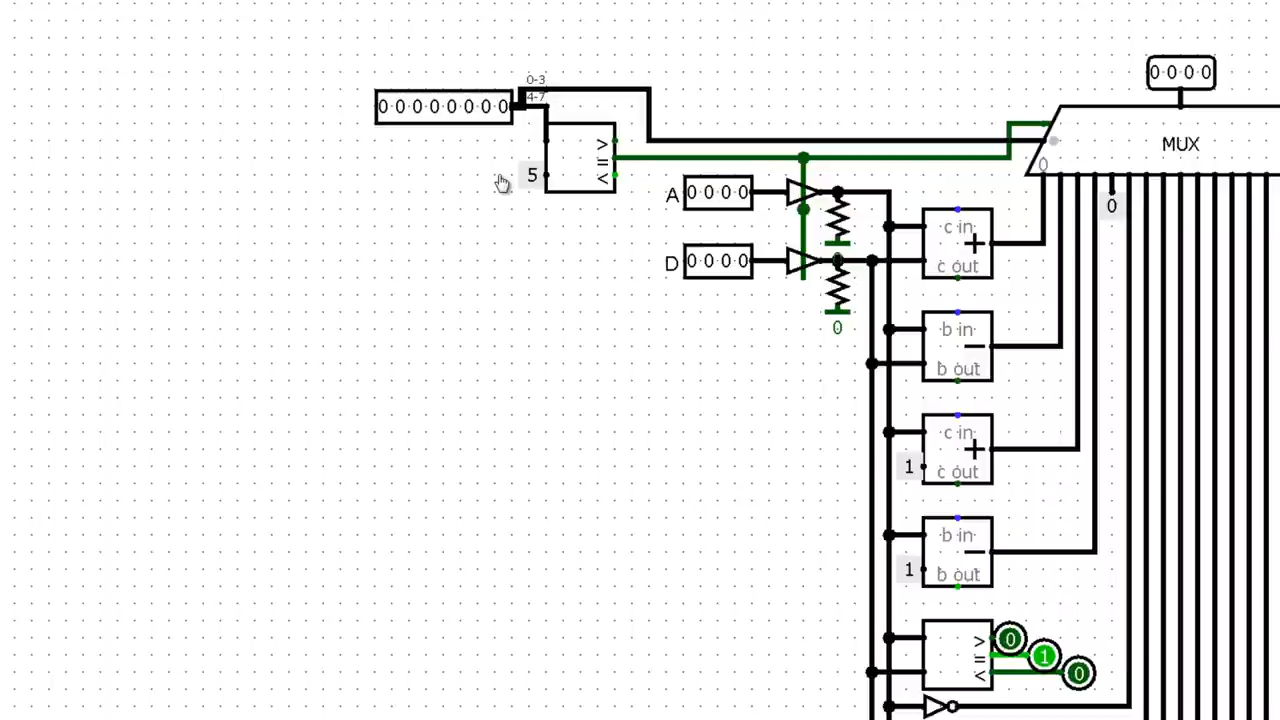 0 0 0 0
0-3
4-7
0 0 0 0 0 0 0 0
MUX
0
> = <
5
A 0 0 0 0
0
c in
+
c out
D 0 0 0 0
0
b in
−
b out
c in
+
1
c out
b in
−
1
b out
> = <
0
1
0